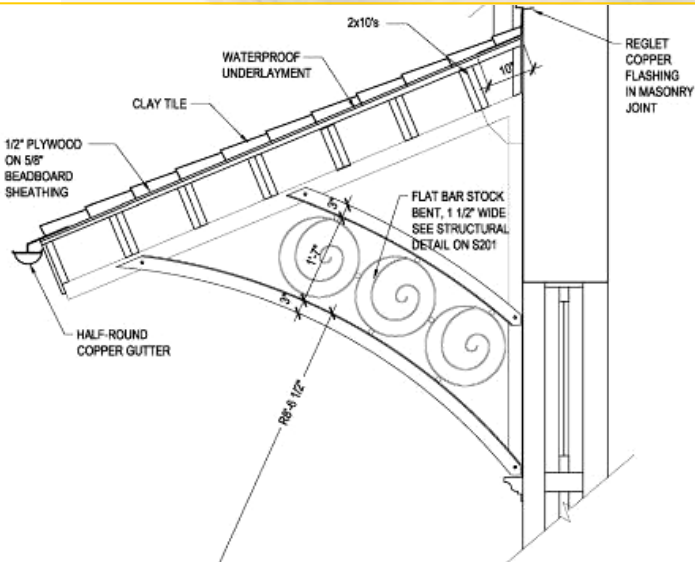 2x10's
REGLET
COPPER
FLASHING
IN MASONRY
JOINT
WATERPROOF
UNDERLAYMENT
10"
CLAY TILE
1/2" PLYWOOD
ON 5/8"
BEADBOARD
SHEATHING
3"
FLAT BAR STOCK
BENT, 1 1/2" WIDE
SEE STRUCTURAL
DETAIL ON S201
1'-7"
3"
HALF-ROUND
COPPER GUTTER
R8'-6 1/2"